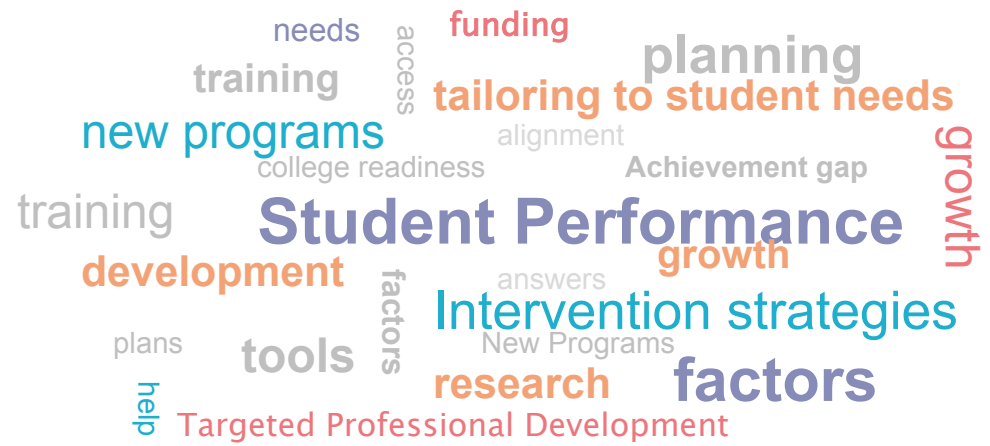 needs
access
funding
planning
training
tailoring to student needs
new programs
alignment
growth
college readiness
Achievement gap
training
Student Performance
growth
development
factors
answers
Intervention strategies
plans
tools
New Programs
research
factors
help
Targeted Professional Development